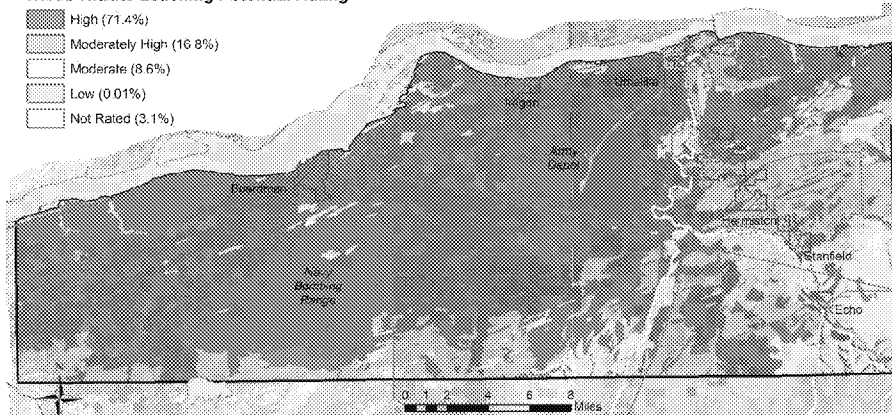 High (71.4%)
Moderately High (16.8%)
Moderate (8.6%)
Low (0.01%)
Not Rated (3.1%)
Umatilla
Irrigon
Army
Depot
Boardman
Hermiston
Stanfield
Navy
Bombing
Range
Echo
0 1 2 4 6 8
Miles